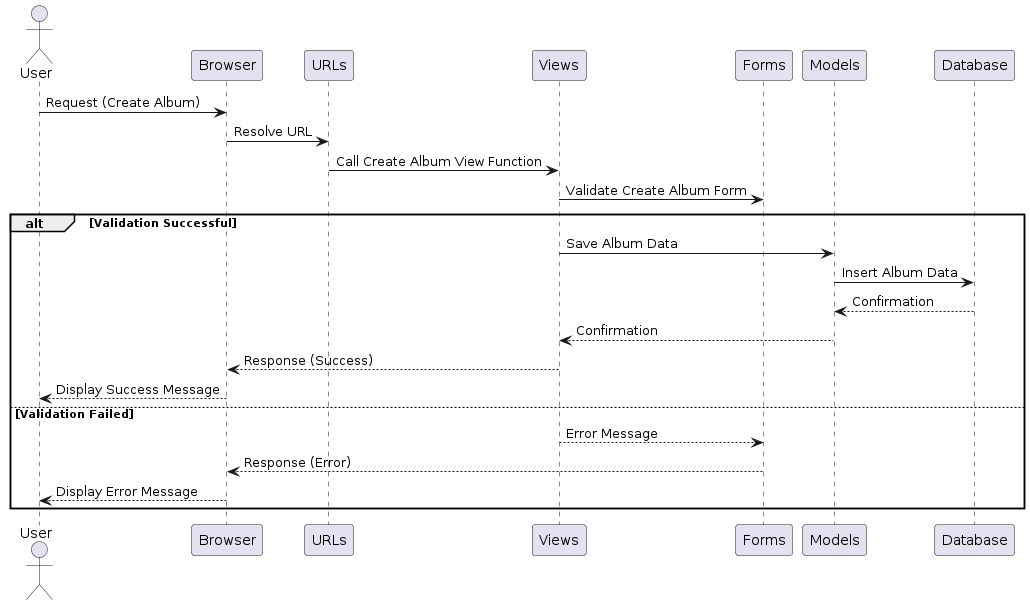 User
Browser
URLs
Views
Forms
Models
Database
Request (Create Album)
Resolve URL
Call Create Album View Function
Validate Create Album Form
alt
[Validation Successful]
Save Album Data
Insert Album Data
Confirmation
Confirmation
Response (Success)
Display Success Message
[Validation Failed]
Error Message
Response (Error)
Display Error Message
User
Browser
URLs
Views
Forms
Models
Database